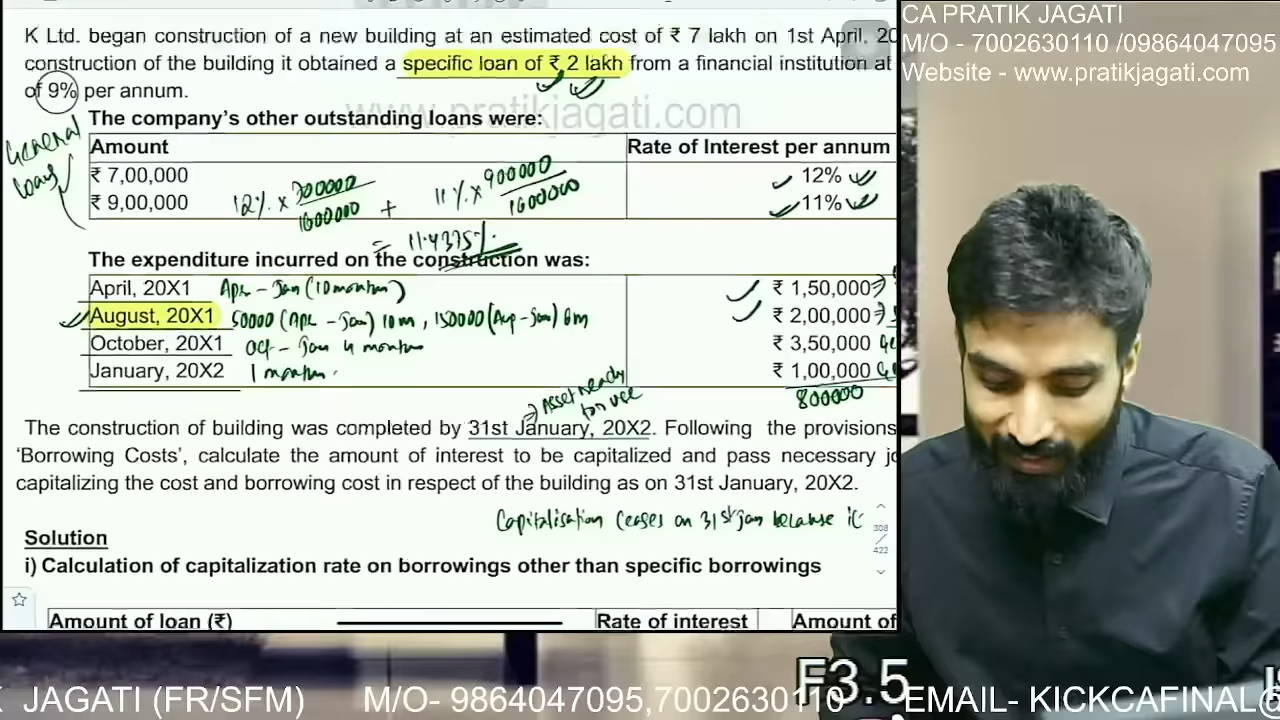 K Ltd. began construction of a new building at an estimated cost of ₹ 7 lakh on 1st April, 20
construction of the building it obtained a specific loan of ₹ 2 lakh from a financial institution at
of 9% per annum.
www.pratikjagati.com
The company's other outstanding loans were:
General
loans
Amount Rate of Interest per annum
₹ 7,00,000 12%
₹ 9,00,000 11%
12% × 700000/1600000 + 11% × 900000/1600000
= 11.4375%
The expenditure incurred on the construction was:
April, 20X1 Apr - Jan (10 months) ₹ 1,50,000
August, 20X1 50000 (Apr - Jan) 10m, 150000 (Aug - Jan) 6m ₹ 2,00,000
October, 20X1 Oct - Jan 4 months ₹ 3,50,000 Ge
January, 20X2 1 month ₹ 1,00,000 Ge
800000
Asset ready
for use
The construction of building was completed by 31st January, 20X2. Following the provisions
'Borrowing Costs', calculate the amount of interest to be capitalized and pass necessary jo
capitalizing the cost and borrowing cost in respect of the building as on 31st January, 20X2.
Capitalisation ceases on 31st Jan because it
308
/
422
Solution
i) Calculation of capitalization rate on borrowings other than specific borrowings
Amount of loan (₹) Rate of interest Amount of
CA PRATIK JAGATI
M/O - 7002630110 /09864047095
Website - www.pratikjagati.com
F3.5
JAGATI (FR/SFM) M/O- 9864047095,7002630110 EMAIL- KICKCAFINAL@